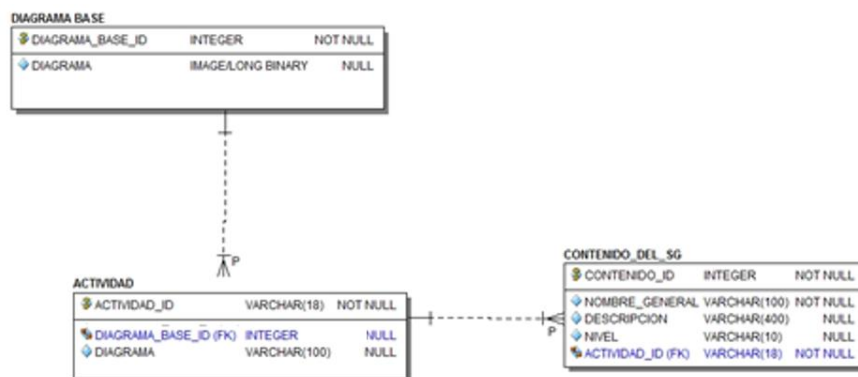 DIAGRAMA BASE
DIAGRAMA_BASE_ID INTEGER NOT NULL
DIAGRAMA IMAGE/LONG BINARY NULL
P
CONTENIDO_DEL_SG
CONTENIDO_ID INTEGER NOT NULL
NOMBRE_GENERAL VARCHAR(100) NOT NULL
DESCRIPCION VARCHAR(400) NULL
NIVEL VARCHAR(10) NULL
ACTIVIDAD_ID (FK) VARCHAR(18) NOT NULL
P
ACTIVIDAD
ACTIVIDAD_ID VARCHAR(18) NOT NULL
DIAGRAMA_BASE_ID (FK) INTEGER NULL
DIAGRAMA VARCHAR(100) NULL